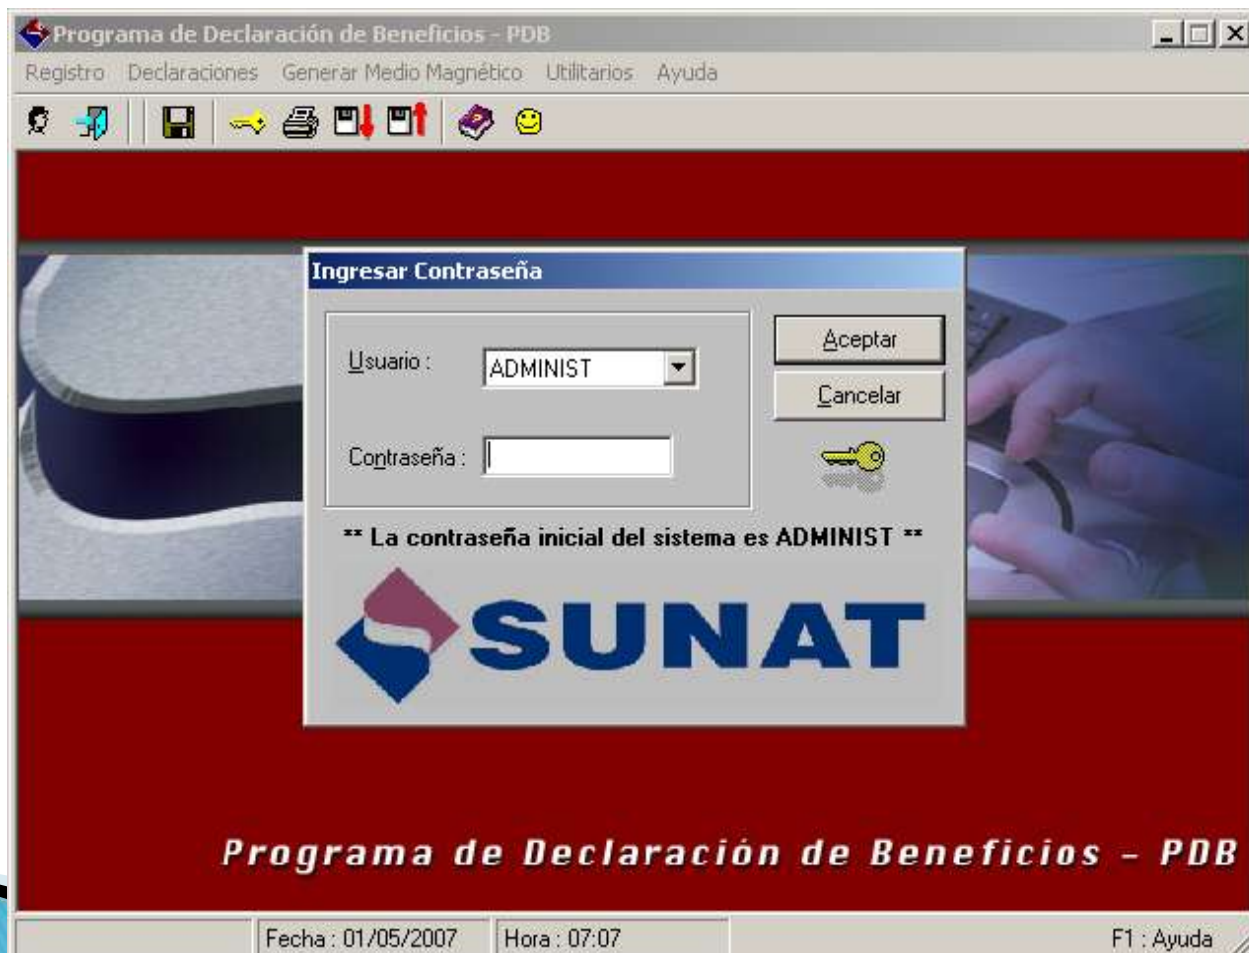 Programa de Declaración de Beneficios - PDB
Registro Declaraciones Generar Medio Magnético Utilitarios Ayuda
Ingresar Contraseña
Usuario :
ADMINIST
Aceptar
Cancelar
Contraseña :
** La contraseña inicial del sistema es ADMINIST **
SUNAT
Programa de Declaración de Beneficios - PDB
Fecha : 01/05/2007 Hora : 07:07 F1 : Ayuda